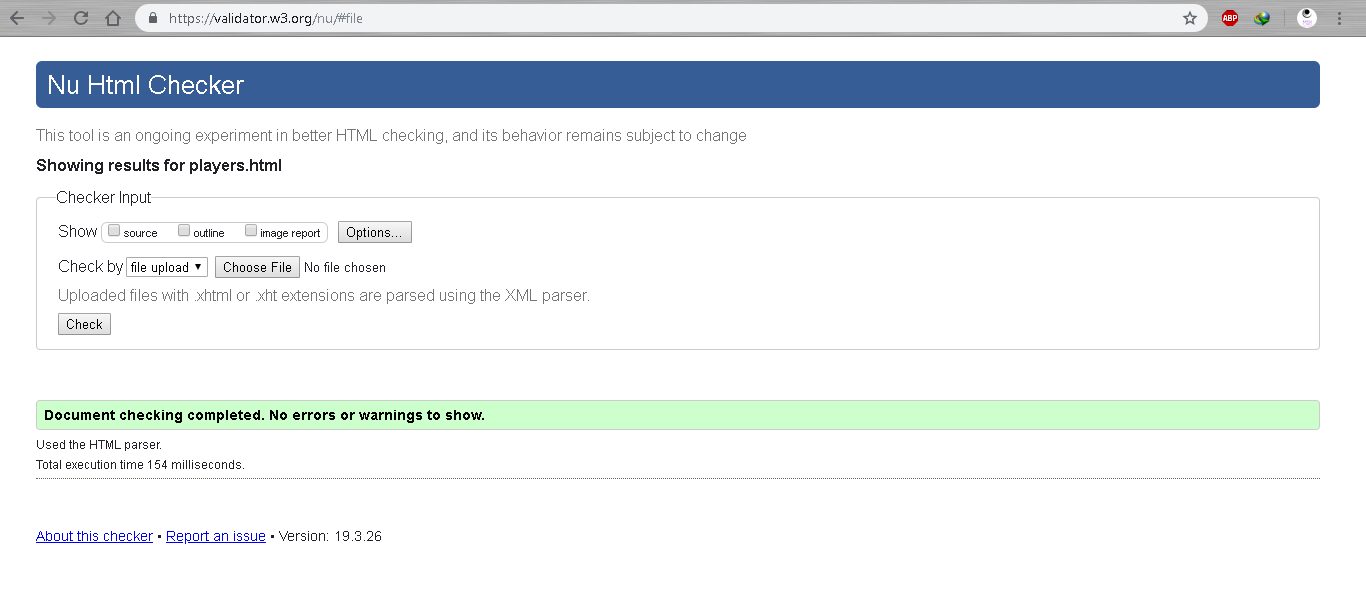 https://validator.w3.org/nu/#file
ABP
Nu Html Checker
This tool is an ongoing experiment in better HTML checking, and its behavior remains subject to change
Showing results for players.html
Checker Input
Show source outline image report Options...
Check by file upload ▼ Choose File No file chosen
Uploaded files with .xhtml or .xht extensions are parsed using the XML parser.
Check
Document checking completed. No errors or warnings to show.
Used the HTML parser.
Total execution time 154 milliseconds.
About this checker • Report an issue • Version: 19.3.26